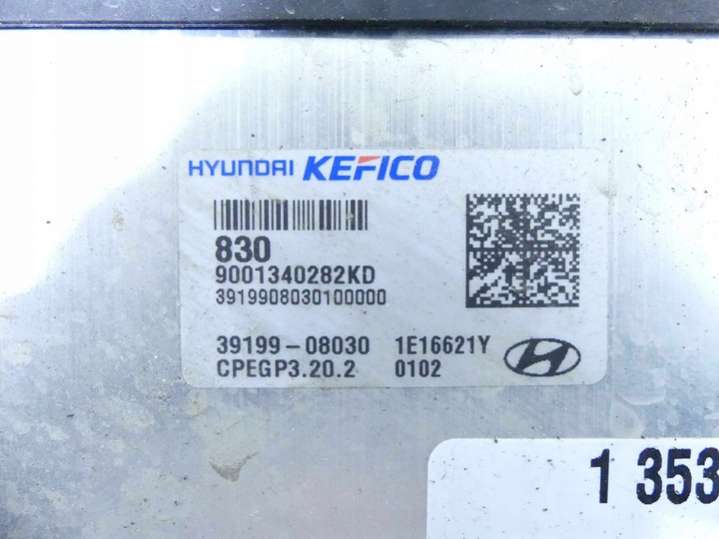 HYUNDAI KEFICO
830
9001340282KD
3919908030100000
39199-08030 1E16621Y
CPEGP3.20.2 0102
1 353